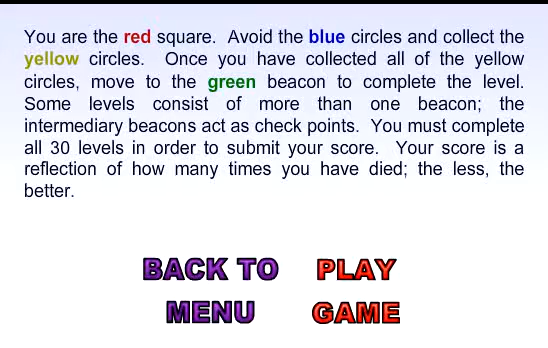 You are the red square. Avoid the blue circles and collect the
yellow circles. Once you have collected all of the yellow
circles, move to the green beacon to complete the level.
Some levels consist of more than one beacon; the
intermediary beacons act as check points. You must complete
all 30 levels in order to submit your score. Your score is a
reflection of how many times you have died; the less, the
better.
BACK TO
MENU
PLAY
GAME